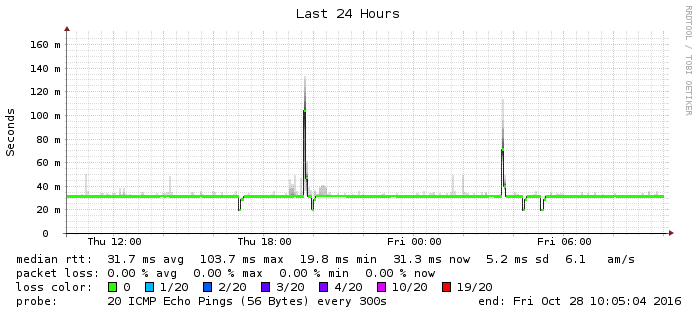 Last 24 Hours
RRDTOOL / TOBI OETIKER
Seconds
160 m
140 m
120 m
100 m
80 m
60 m
40 m
20 m
0
Thu 12:00 Thu 18:00 Fri 00:00 Fri 06:00
median rtt: 31.7 ms avg 103.7 ms max 19.8 ms min 31.3 ms now 5.2 ms sd 6.1 am/s
packet loss: 0.00 % avg 0.00 % max 0.00 % min 0.00 % now
loss color: 0 1/20 2/20 3/20 4/20 10/20 19/20
probe: 20 ICMP Echo Pings (56 Bytes) every 300s end: Fri Oct 28 10:05:04 2016